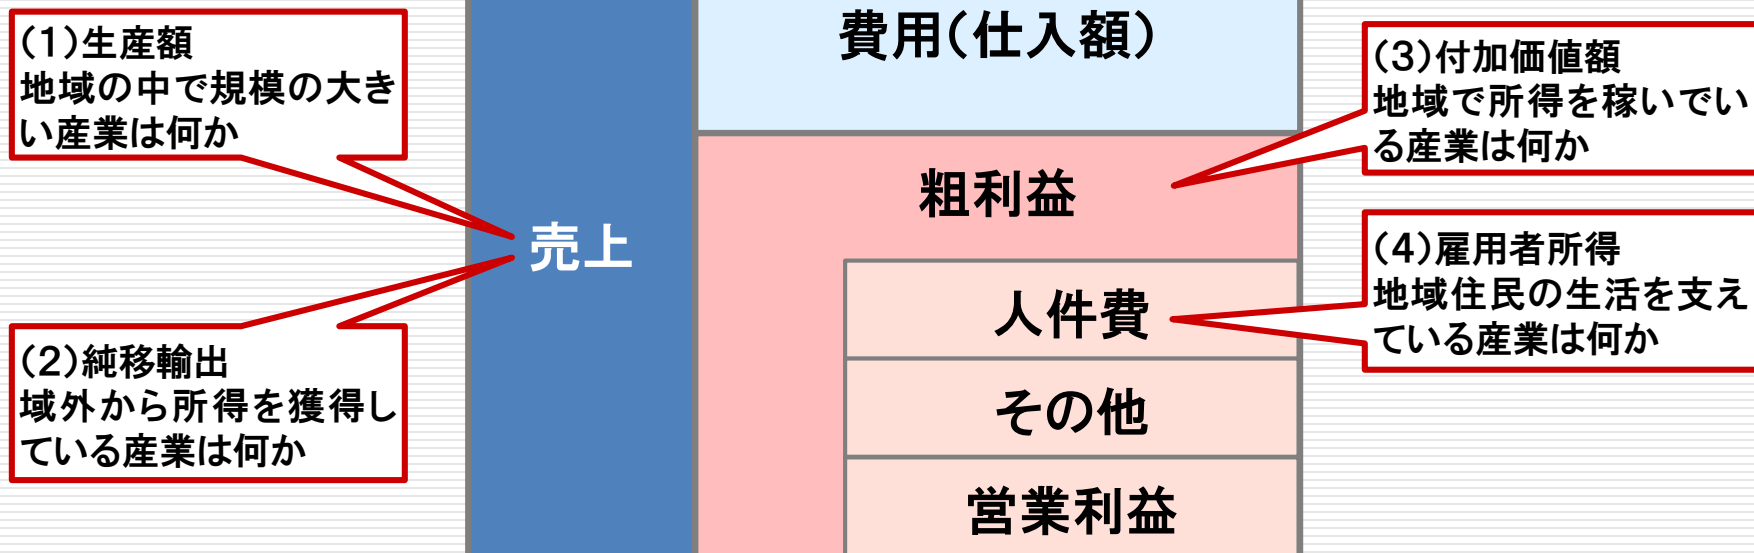 (1)生産額
地域の中で規模の大き
い産業は何か
(2)純移輸出
域外から所得を獲得し
ている産業は何か
売上
費用(仕入額)
粗利益
人件費
その他
営業利益
(3)付加価値額
地域で所得を稼いでい
る産業は何か
(4)雇用者所得
地域住民の生活を支え
ている産業は何か